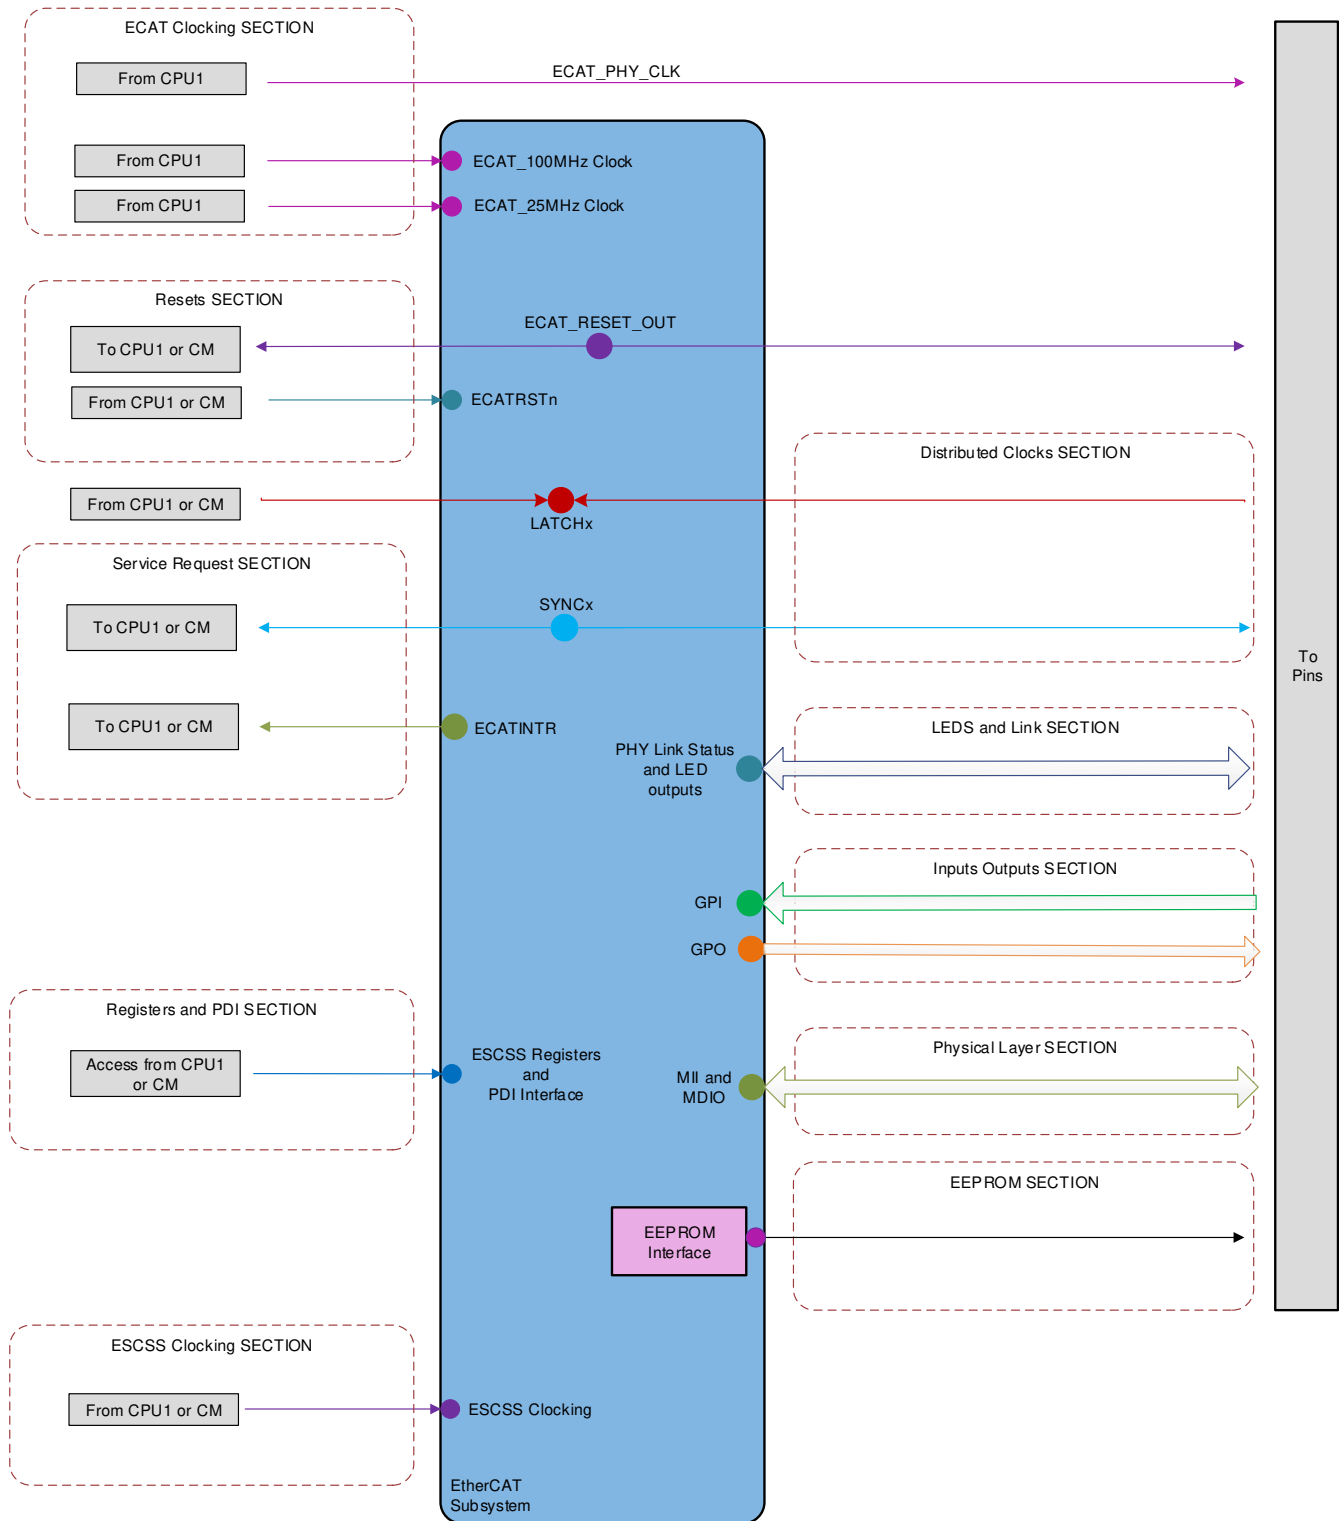 ECAT Clocking SECTION
From CPU1
ECAT_PHY_CLK
From CPU1
ECAT_100MHz Clock
From CPU1
ECAT_25MHz Clock
Resets SECTION
To CPU1 or CM
ECAT_RESET_OUT
From CPU1 or CM
ECATRSTn
Distributed Clocks SECTION
From CPU1 or CM
LATCHx
Service Request SECTION
To CPU1 or CM
SYNCx
To
Pins
To CPU1 or CM
ECATINTR
LEDS and Link SECTION
PHY Link Status
and LED
outputs
Inputs Outputs SECTION
GPI
GPO
Registers and PDI SECTION
Access from CPU1
or CM
ESCSS Registers
and
PDI Interface
Physical Layer SECTION
MII and
MDIO
EEPROM SECTION
EEPROM
Interface
ESCSS Clocking SECTION
From CPU1 or CM
ESCSS Clocking
EtherCAT
Subsystem